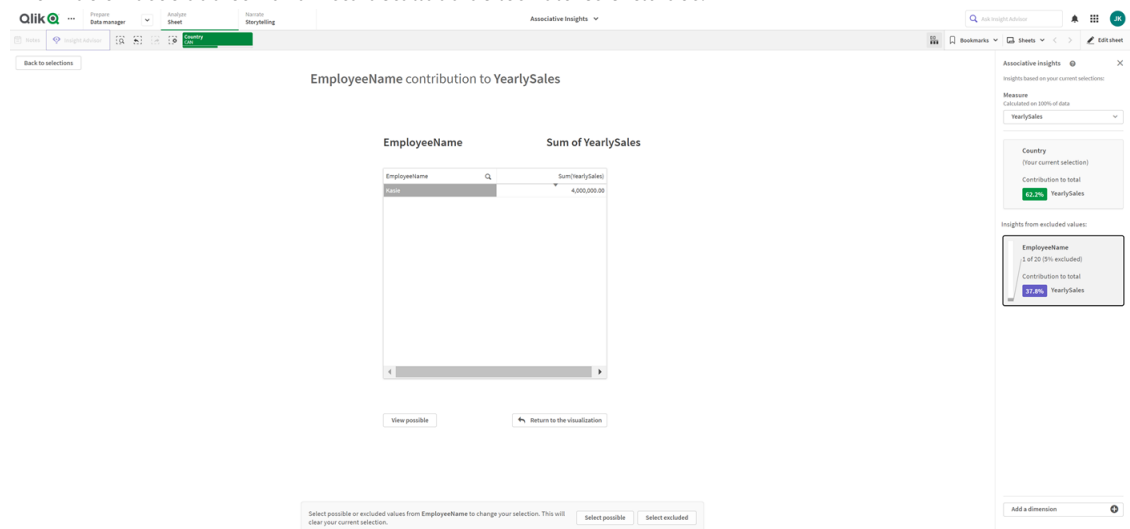 Qlik
Prepare
Data manager
Analyze
Sheet
Narrate
Storytelling
Associative Insights
Ask Insight Advisor
JK
Notes
Insight Advisor
Country
CAN
Bookmarks
Sheets
Edit sheet
Back to selections
EmployeeName contribution to YearlySales
EmployeeName
Sum of YearlySales
EmployeeName
Sum(YearlySales)
Kasie
4,000,000.00
View possible
Return to the visualization
Select possible or excluded values from EmployeeName to change your selection. This will
clear your current selection.
Select possible
Select excluded
Associative insights
Insights based on your current selections:
Measure
Calculated on 100% of data
YearlySales
Country
(Your current selection)
Contribution to total
62.2% YearlySales
Insights from excluded values:
EmployeeName
1 of 20 (5% excluded)
Contribution to total
37.8% YearlySales
Add a dimension